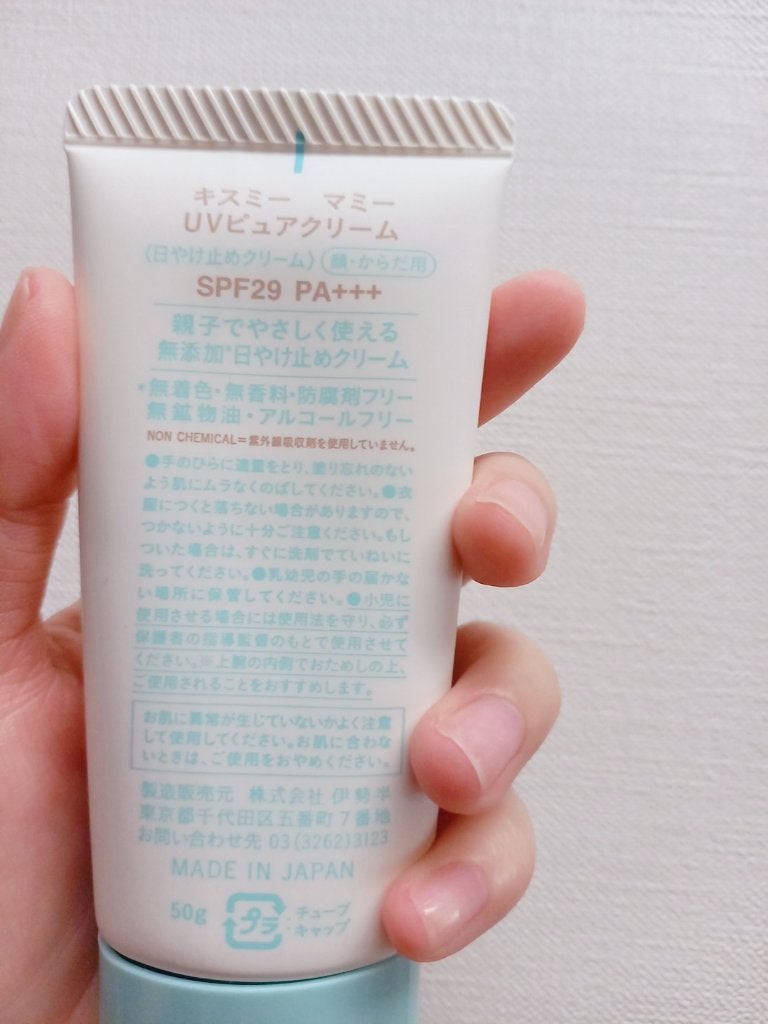 キスミー マミー
UVピュアクリーム
〈日やけ止めクリーム〉 顔・からだ用
SPF29 PA+++
親子でやさしく使える
無添加*日やけ止めクリーム
*無着色・無香料・防腐剤フリー
無鉱物油・アルコールフリー
NON CHEMICAL=紫外線吸収剤を使用していません。
●手のひらに適量をとり、塗り忘れのない
よう肌にムラなくのばしてください。●衣
服につくと落ちない場合がありますので、
つかないように十分ご注意ください。もし
ついた場合は、すぐに洗剤でていねいに
洗ってください。●乳幼児の手の届かな
い場所に保管してください。●小児に
使用させる場合には使用法を守り、必ず
保護者の指導監督のもとで使用させて
ください。※上腕の内側でおためしの上、
ご使用されることをおすすめします。
お肌に異常が生じていないかよく注意
して使用してください。お肌に合わな
いときは、ご使用をおやめください。
製造販売元 株式会社 伊勢半
東京都千代田区五番町7番地
お問い合わせ先 03(3262)3123
MADE IN JAPAN
50g プラ :チューブ
キャップ